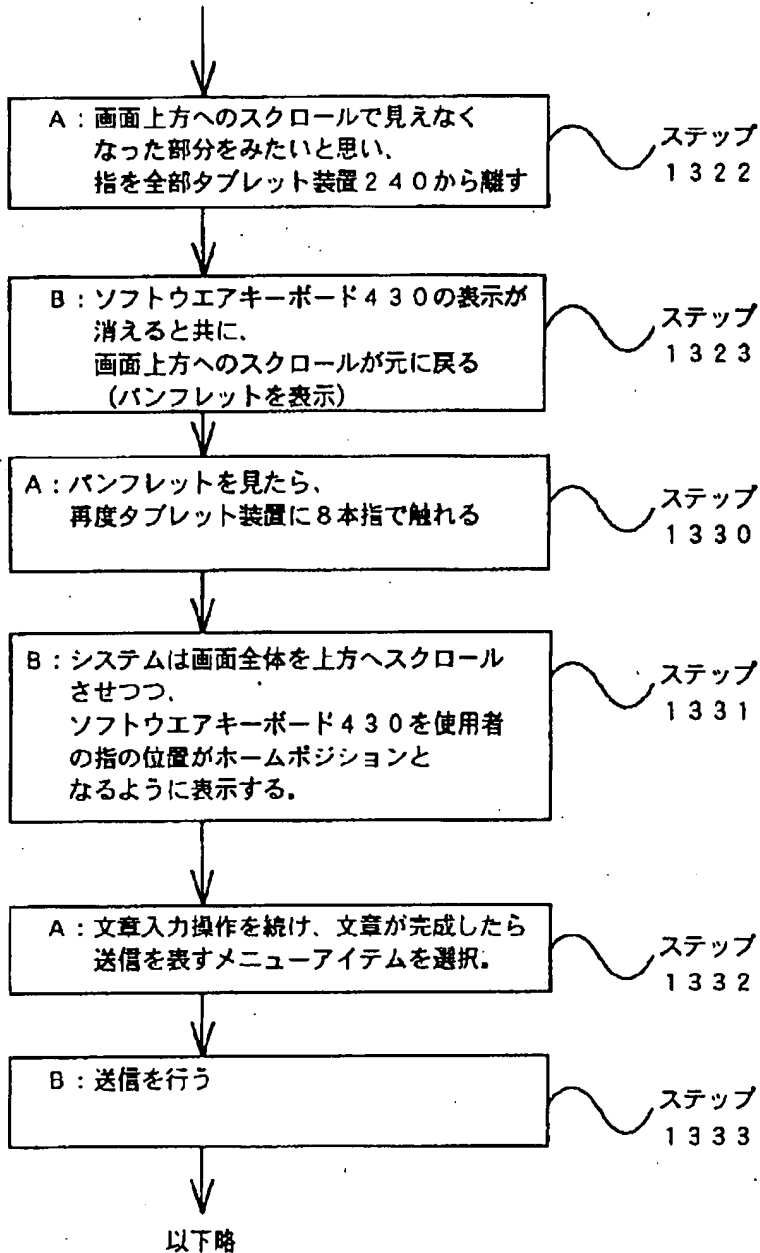 A：画面上方へのスクロールで見えなく
なった部分をみたいと思い、
指を全部タブレット装置２４０から離す
ステップ
１３２２
B：ソフトウエアキーボード４３０の表示が
消えると共に、
画面上方へのスクロールが元に戻る
（パンフレットを表示）
ステップ
１３２３
A：パンフレットを見たら、
再度タブレット装置に８本指で触れる
ステップ
１３３０
B：システムは画面全体を上方へスクロール
させつつ、
ソフトウエアキーボード４３０を使用者
の指の位置がホームポジションと
なるように表示する。
ステップ
１３３１
A：文章入力操作を続け、文章が完成したら
送信を表すメニューアイテムを選択。
ステップ
１３３２
B：送信を行う
ステップ
１３３３
以下略